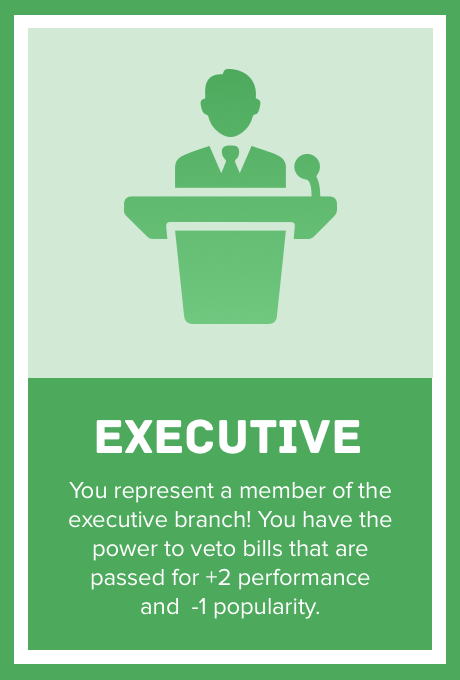 EXECUTIVE
You represent a member of the
executive branch! You have the
power to veto bills that are
passed for +2 performance
and  -1 popularity.